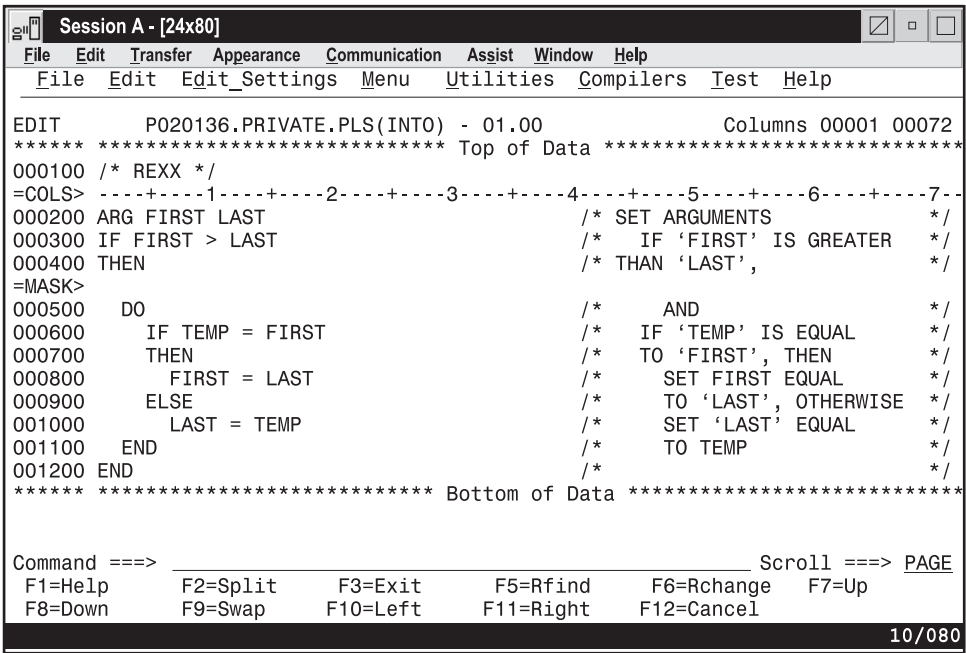 Session A - [24x80]
File Edit Transfer Appearance Communication Assist Window Help
File Edit Edit_Settings Menu Utilities Compilers Test Help
EDIT P020136.PRIVATE.PLS(INTO) - 01.00 Columns 00001 00072
****** ***************************** Top of Data ******************************
000100 /* REXX */
=COLS> ----+----1----+----2----+----3----+----4----+----5----+----6----+----7--
000200 ARG FIRST LAST /* SET ARGUMENTS */
000300 IF FIRST > LAST /* IF ‘FIRST’ IS GREATER */
000400 THEN /* THAN ‘LAST’, */
=MASK>
000500 DO /* AND */
000600 IF TEMP = FIRST /* IF ‘TEMP’ IS EQUAL */
000700 THEN /* TO ‘FIRST’, THEN */
000800 FIRST = LAST /* SET FIRST EQUAL */
000900 ELSE /* TO ‘LAST’, OTHERWISE */
001000 LAST = TEMP /* SET ‘LAST’ EQUAL */
001100 END /* TO TEMP */
001200 END /* */
****** **************************** Bottom of Data ****************************
Command ===> Scroll ===> PAGE
F1=Help F2=Split F3=Exit F5=Rfind F6=Rchange F7=Up
F8=Down F9=Swap F10=Left F11=Right F12=Cancel
10/080